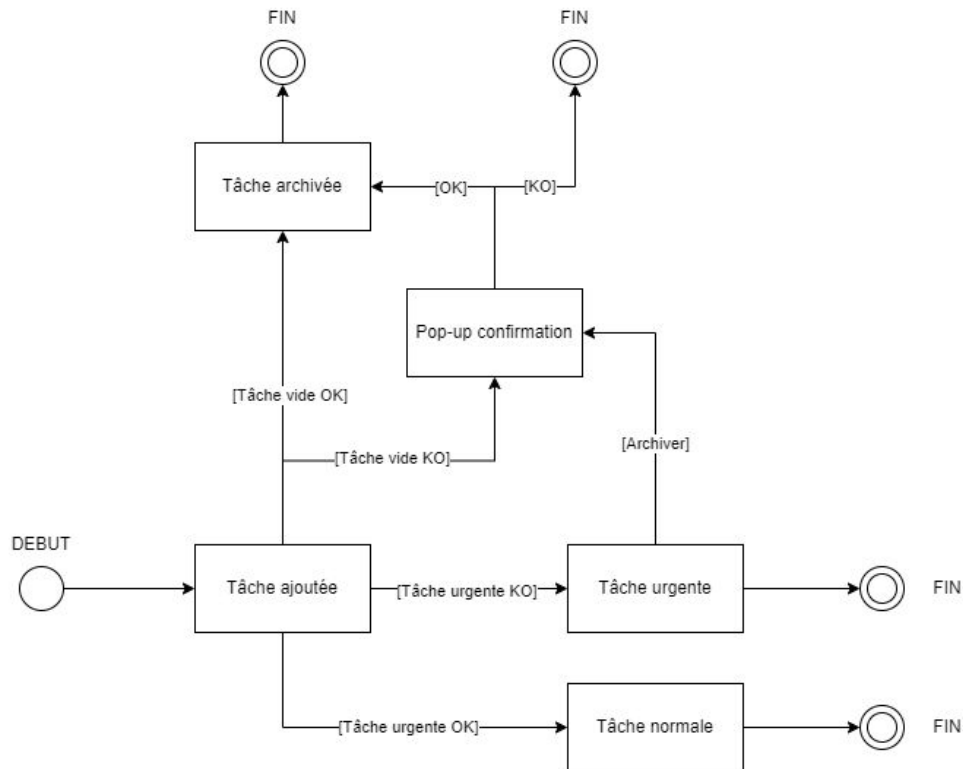 FIN
FIN
Tâche archivée
[OK]
[KO]
Pop-up confirmation
[Tâche vide OK]
[Archiver]
[Tâche vide KO]
DEBUT
Tâche ajoutée
[Tâche urgente KO]
Tâche urgente
FIN
[Tâche urgente OK]
Tâche normale
FIN